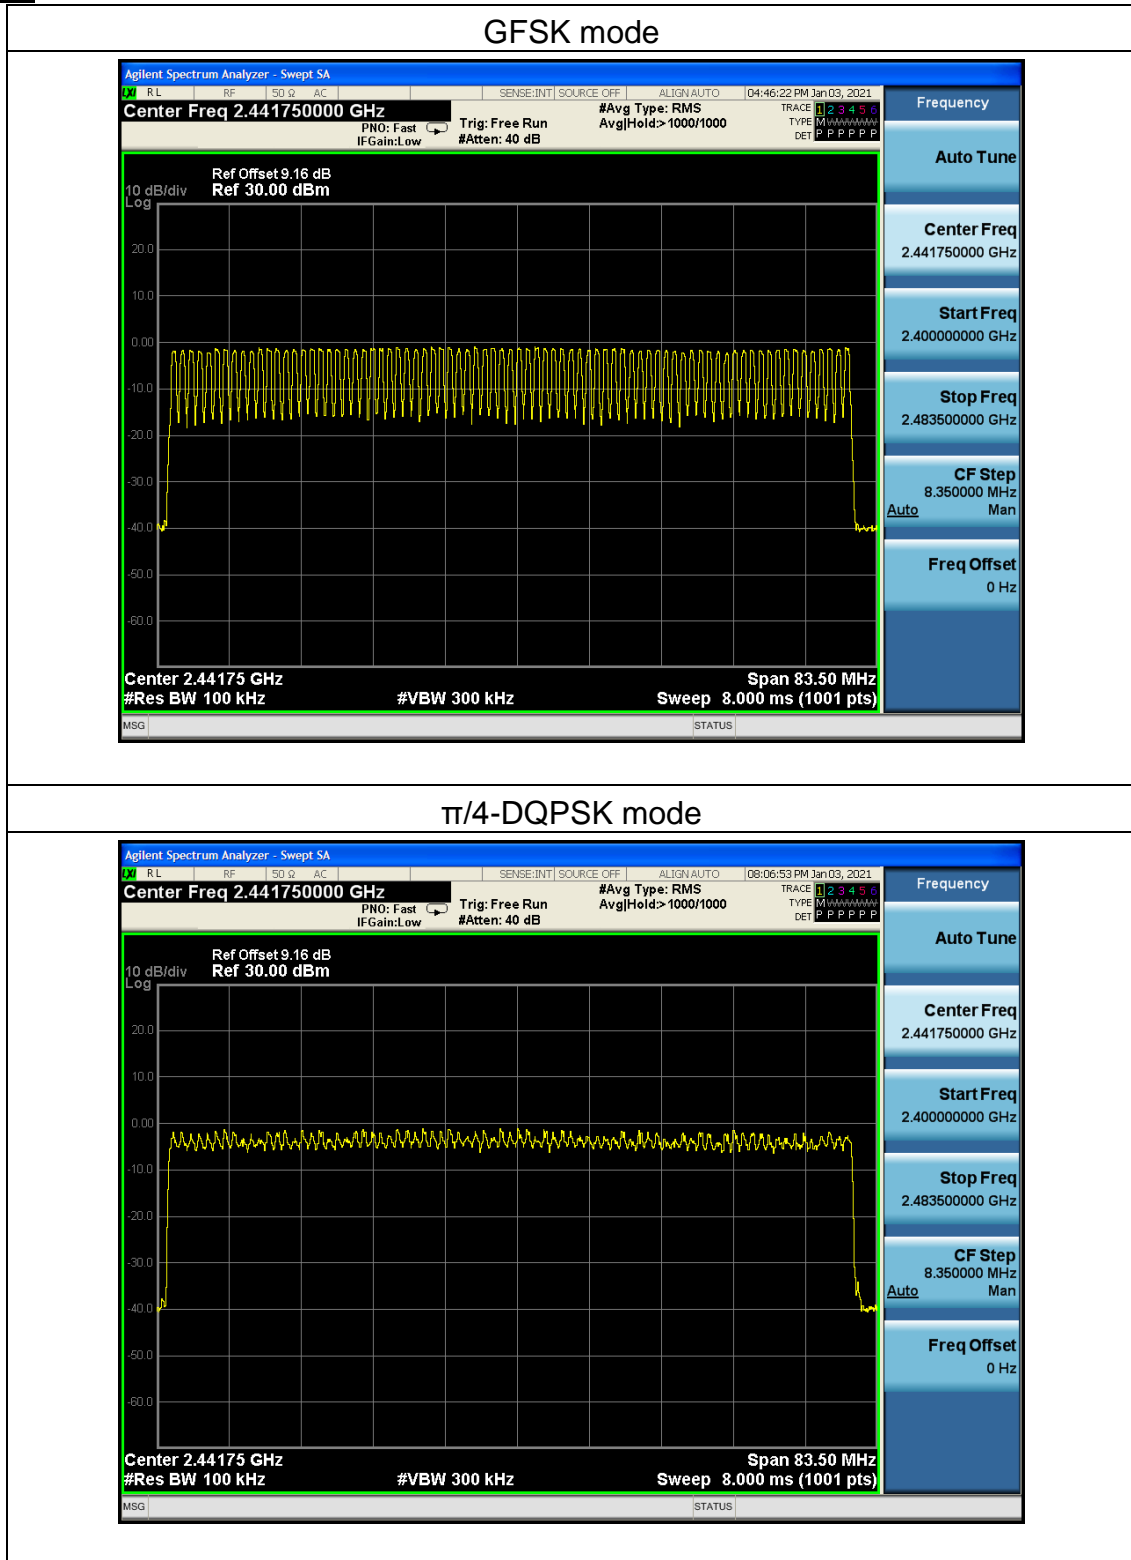 GFSK mode
Agilent Spectrum Analyzer - Swept SA
LXI RL RF 50 Ω AC SENSE:INT SOURCE OFF ALIGN AUTO 04:46:22 PM Jan 03, 2021
Center Freq 2.441750000 GHz
PNO: Fast
IFGain:Low
Trig: Free Run
#Atten: 40 dB
#Avg Type: RMS
Avg|Hold:>1000/1000
TRACE 1 2 3 4 5 6
TYPE M WWWWW
DET P P P P P P
Ref Offset 9.16 dB
10 dB/div Ref 30.00 dBm
Log
20.0
10.0
0.00
-10.0
-20.0
-30.0
-40.0
-50.0
-60.0
Center 2.44175 GHz Span 83.50 MHz
#Res BW 100 kHz #VBW 300 kHz Sweep 8.000 ms (1001 pts)
MSG STATUS
Frequency
Auto Tune
Center Freq
2.441750000 GHz
Start Freq
2.400000000 GHz
Stop Freq
2.483500000 GHz
CF Step
8.350000 MHz
Auto Man
Freq Offset
0 Hz
π/4-DQPSK mode
Agilent Spectrum Analyzer - Swept SA
LXI RL RF 50 Ω AC SENSE:INT SOURCE OFF ALIGN AUTO 08:06:53 PM Jan 03, 2021
Center Freq 2.441750000 GHz
PNO: Fast
IFGain:Low
Trig: Free Run
#Atten: 40 dB
#Avg Type: RMS
Avg|Hold:>1000/1000
TRACE 1 2 3 4 5 6
TYPE M WWWWW
DET P P P P P P
Ref Offset 9.16 dB
10 dB/div Ref 30.00 dBm
Log
20.0
10.0
0.00
-10.0
-20.0
-30.0
-40.0
-50.0
-60.0
Center 2.44175 GHz Span 83.50 MHz
#Res BW 100 kHz #VBW 300 kHz Sweep 8.000 ms (1001 pts)
MSG STATUS
Frequency
Auto Tune
Center Freq
2.441750000 GHz
Start Freq
2.400000000 GHz
Stop Freq
2.483500000 GHz
CF Step
8.350000 MHz
Auto Man
Freq Offset
0 Hz